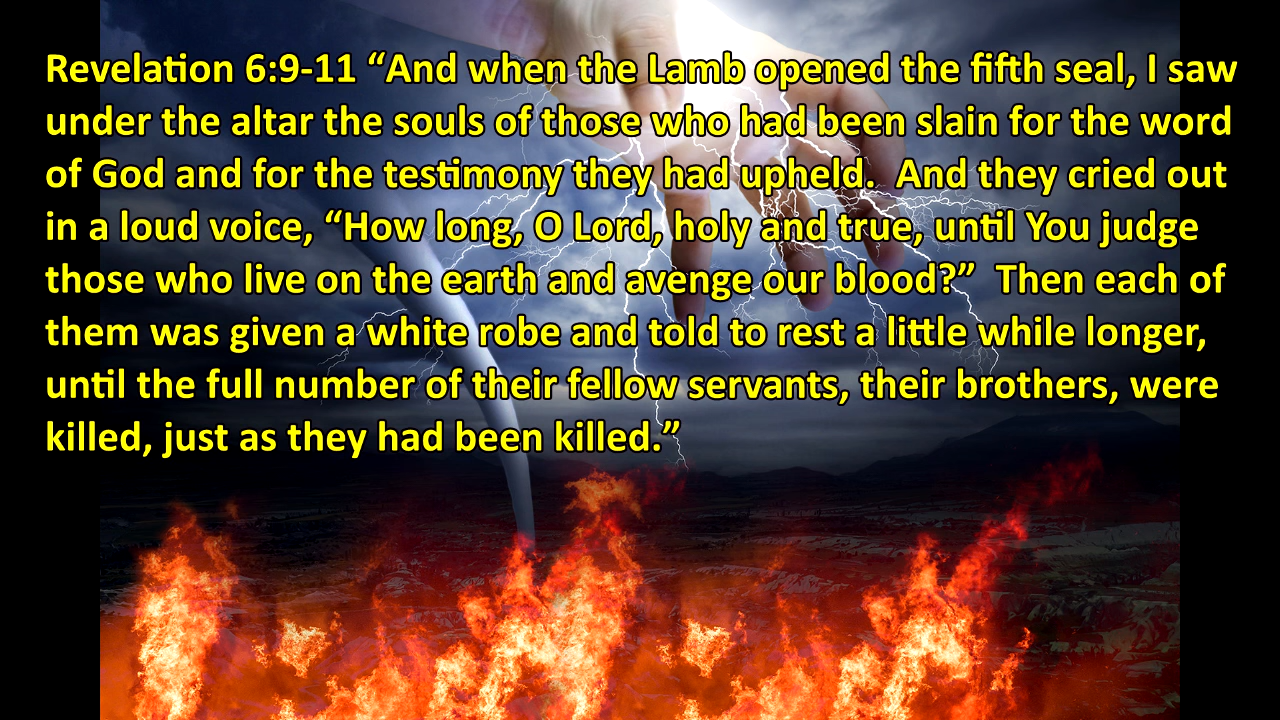 Revelation 6:9-11 “And when the Lamb opened the fifth seal, I saw
under the altar the souls of those who had been slain for the word
of God and for the testimony they had upheld.  And they cried out
in a loud voice, “How long, O Lord, holy and true, until You judge
those who live on the earth and avenge our blood?”  Then each of
them was given a white robe and told to rest a little while longer,
until the full number of their fellow servants, their brothers, were
killed, just as they had been killed.”